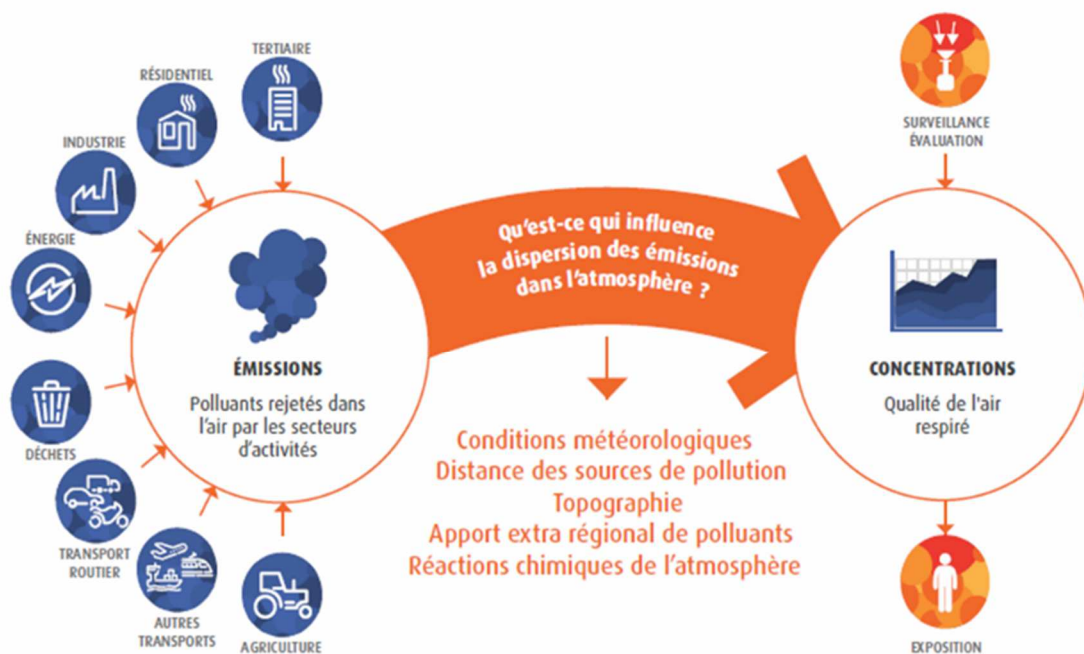 TERTIAIRE
RÉSIDENTIEL
INDUSTRIE
ÉNERGIE
DÉCHETS
TRANSPORT
ROUTIER
AUTRES
TRANSPORTS
AGRICULTURE
ÉMISSIONS
Polluants rejetés dans
l'air par les secteurs
d'activités
Qu'est-ce qui influence
la dispersion des émissions
dans l'atmosphère ?
Conditions météorologiques
Distance des sources de pollution
Topographie
Apport extra régional de polluants
Réactions chimiques de l'atmosphère
SURVEILLANCE
ÉVALUATION
CONCENTRATIONS
Qualité de l'air
respiré
EXPOSITION